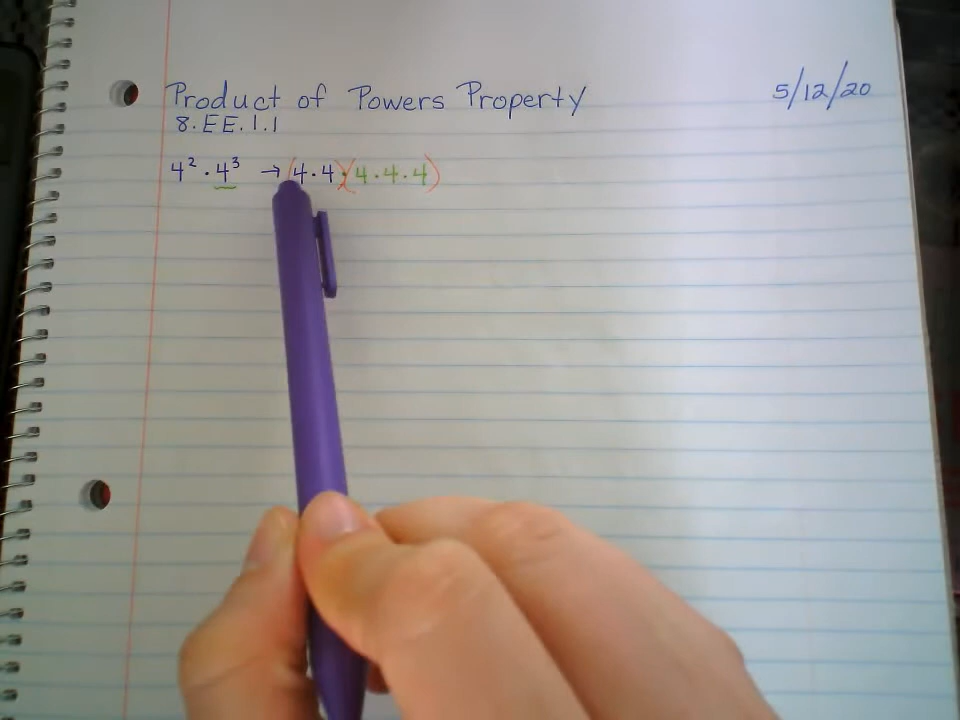 Product of Powers Property 5/12/20
8.EE.1.1
4² · 4³ → (4·4)·(4·4·4)